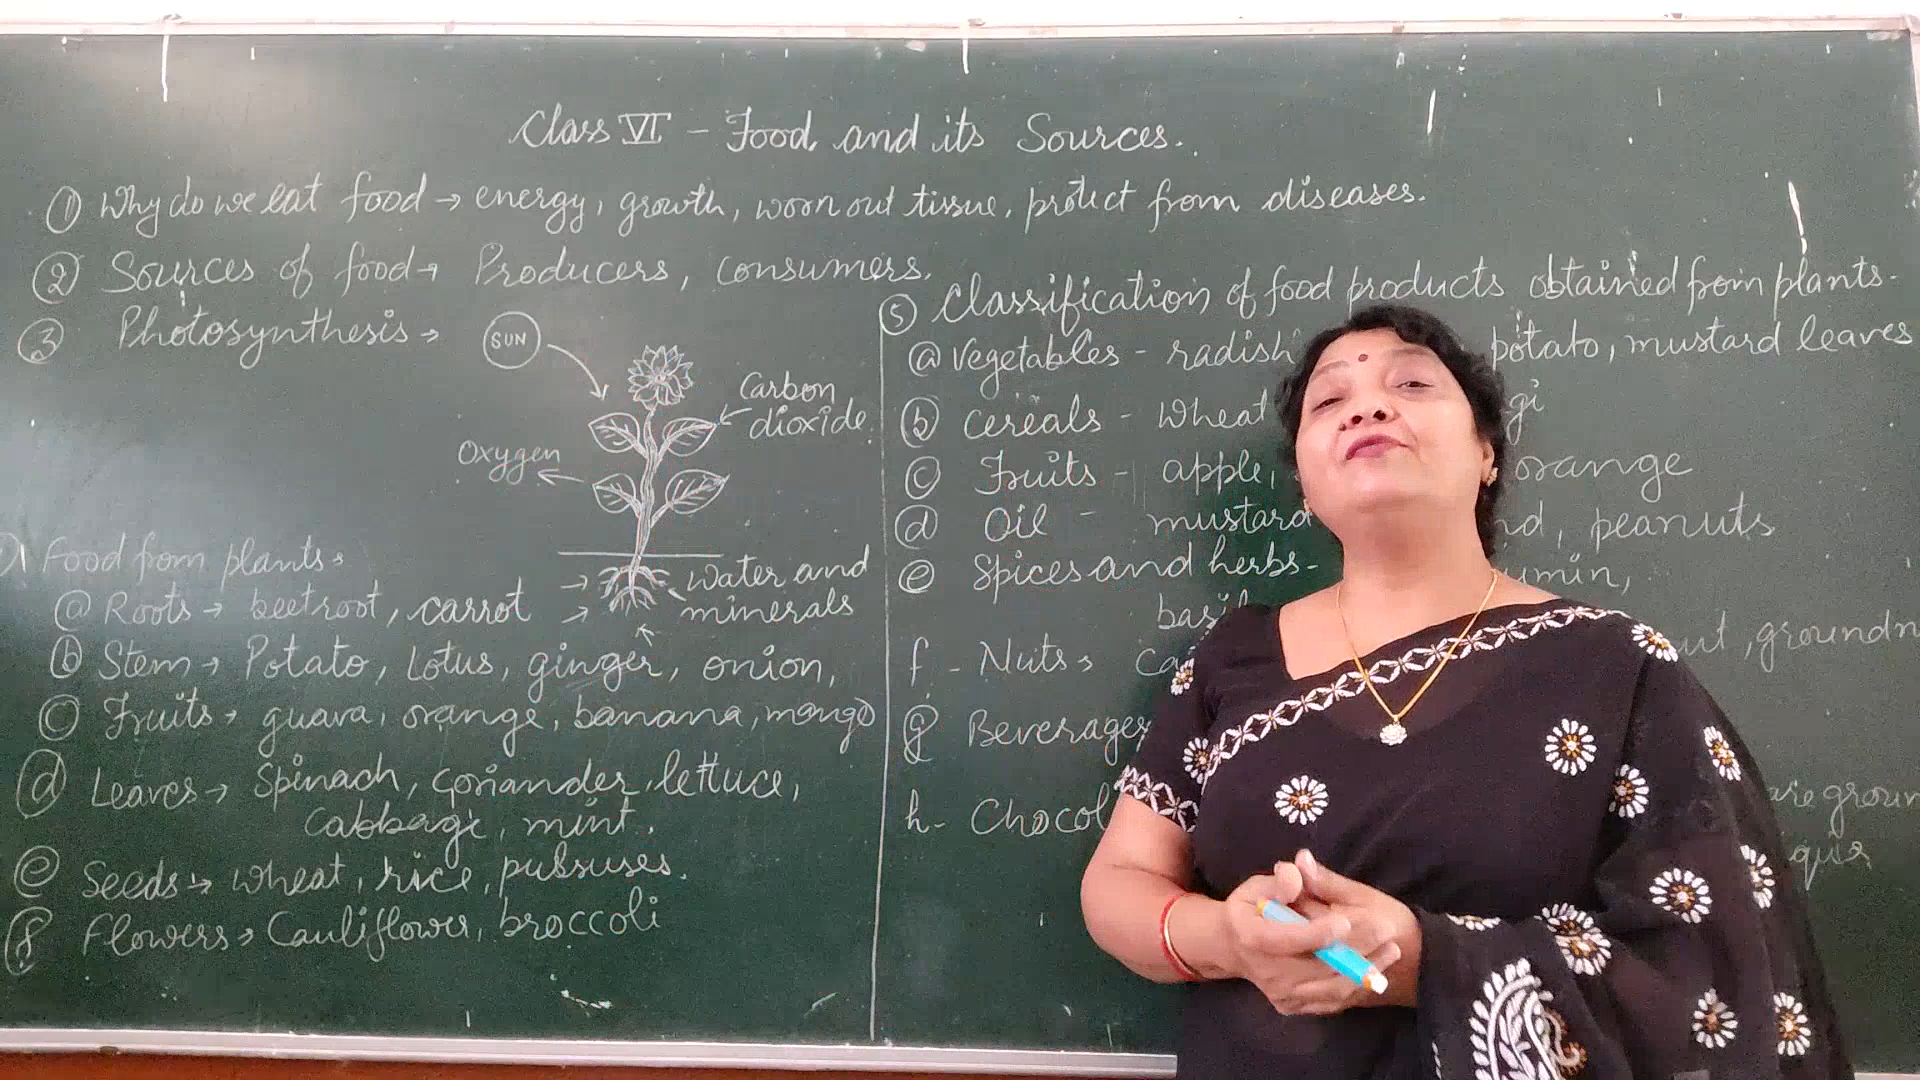 Class VI - Food and its Sources.
① Why do we eat food → energy, growth, worn out tissue, protect from diseases.
② Sources of food → Producers, consumers.
③ Photosynthesis →
SUN
Carbon
dioxide.
Oxygen
Water and
minerals
Food from plants
ⓐ Roots → beetroot, carrot
ⓑ Stem → Potato, Lotus, ginger, onion,
ⓒ Fruits → guava, orange, banana, mango
ⓓ Leaves → Spinach, coriander, lettuce,
Cabbage, mint.
ⓔ Seeds → wheat, rice, pulsuses.
Flowers → Cauliflower, broccoli
⑤ Classification of food products obtained from plants.
ⓐ Vegetables - radish potato, mustard leaves
ⓑ Cereals - wheat
ⓒ Fruits - apple, orange
ⓓ Oil - mustard peanuts
ⓔ Spices and herbs -
f - Nuts →
ⓖ Beverages
h -